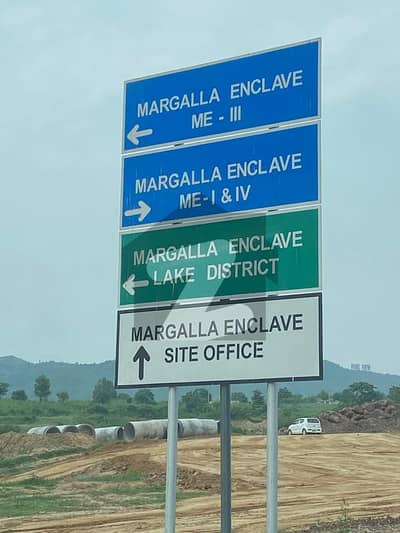 MARGALLA ENCLAVE
ME - III
MARGALLA ENCLAVE
ME- I & IV
MARGALLA ENCLAVE
LAKE DISTRICT
MARGALLA ENCLAVE
SITE OFFICE